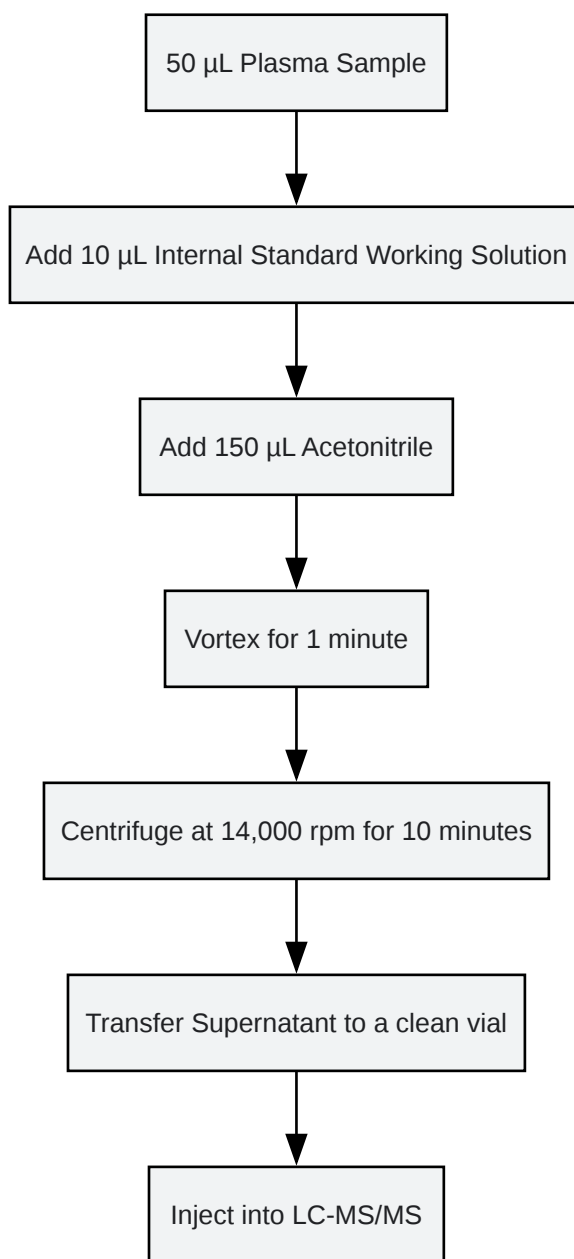 50 µL Plasma Sample
Add 10 µL Internal Standard Working Solution
Add 150 µL Acetonitrile
Vortex for 1 minute
Centrifuge at 14,000 rpm for 10 minutes
Transfer Supernatant to a clean vial
Inject into LC-MS/MS